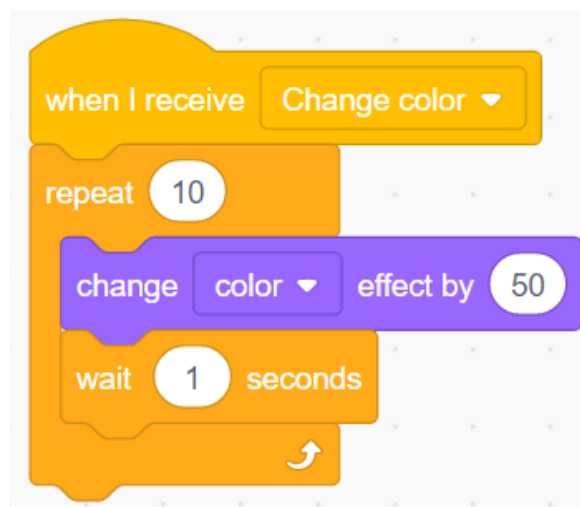 when I receive Change color
repeat 10
change color effect by 50
wait 1 seconds